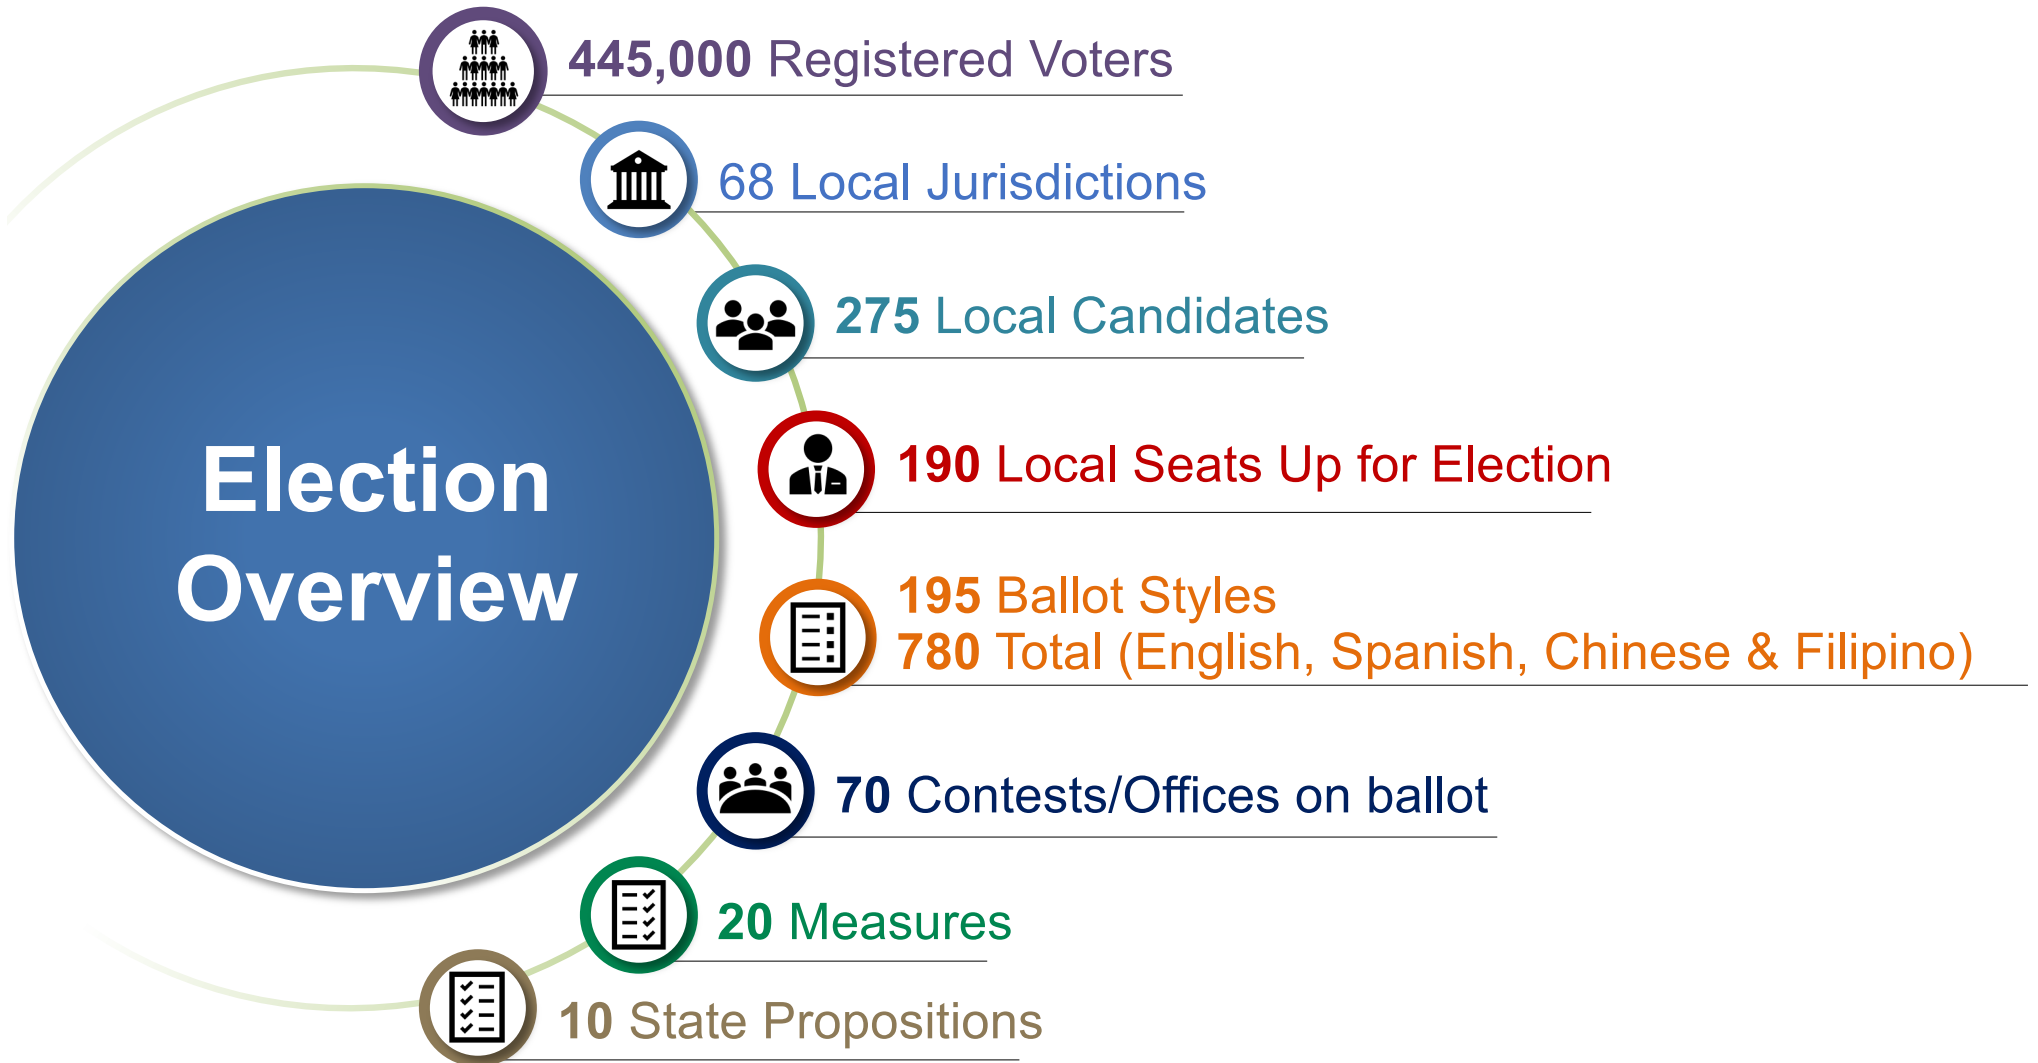 445,000 Registered Voters
68 Local Jurisdictions
275 Local Candidates
190 Local Seats Up for Election
Election
Overview
195 Ballot Styles
780 Total (English, Spanish, Chinese & Filipino)
70 Contests/Offices on ballot
20 Measures
10 State Propositions